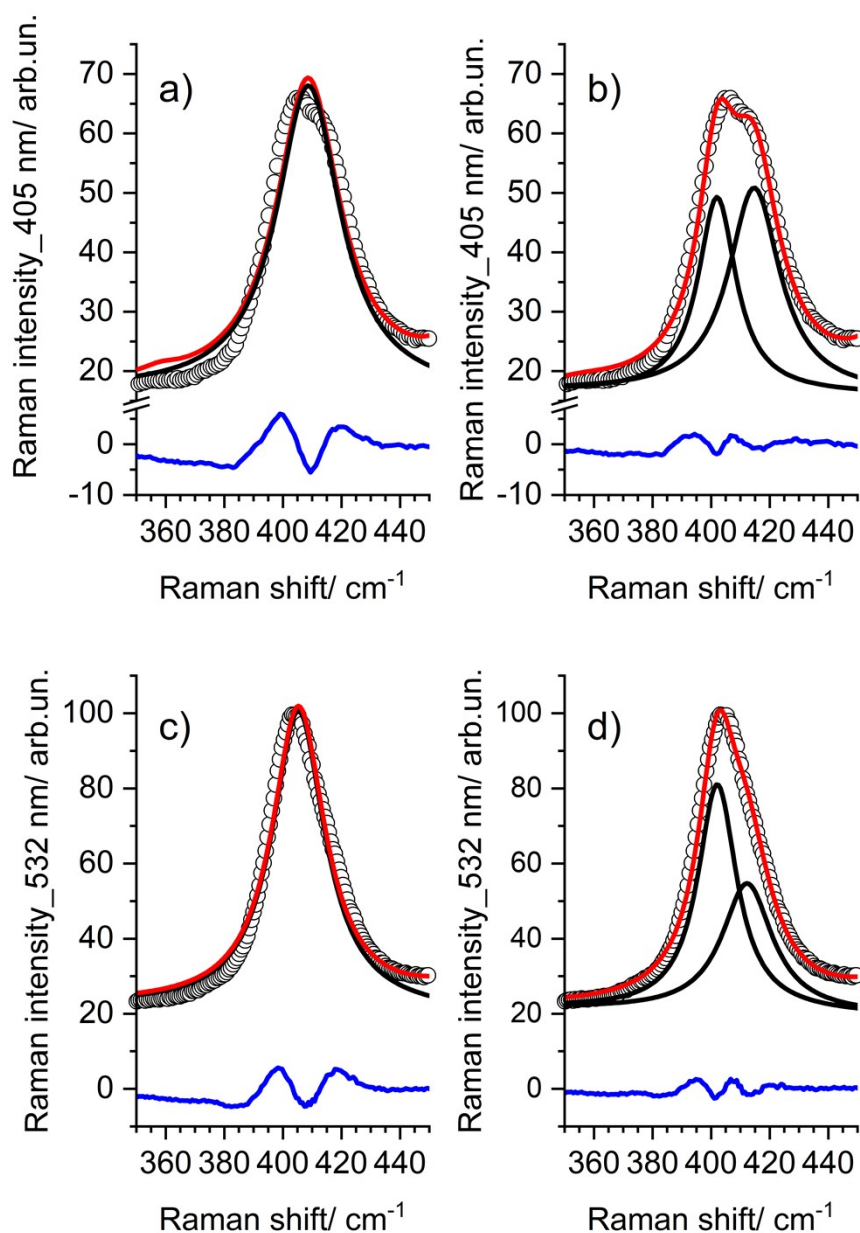 a)
Raman intensity_405 nm/ arb.un.
70
60
50
40
30
20
0
-10
360 380 400 420 440
Raman shift/ cm⁻¹
b)
Raman intensity_405 nm/ arb.un.
70
60
50
40
30
20
0
-10
360 380 400 420 440
Raman shift/ cm⁻¹
c)
Raman intensity_532 nm/ arb.un.
100
80
60
40
20
0
360 380 400 420 440
Raman shift/ cm⁻¹
d)
Raman intensity_532 nm/ arb.un.
100
80
60
40
20
0
360 380 400 420 440
Raman shift/ cm⁻¹